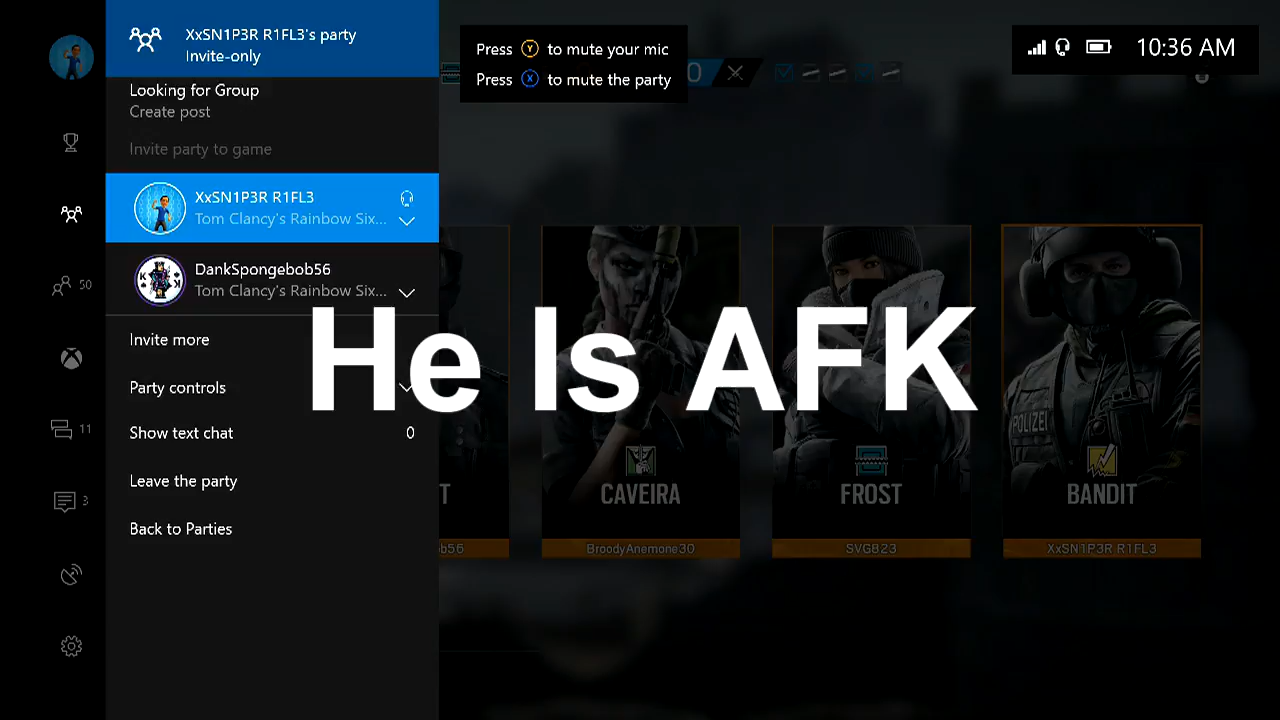 XxSN1P3R R1FL3's party
Invite-only
Press Y to mute your mic
Press X to mute the party
10:36 AM
Looking for Group
Create post
Invite party to game
XxSN1P3R R1FL3
Tom Clancy's Rainbow Six...
DankSpongebob56
Tom Clancy's Rainbow Six...
50
He Is AFK
Invite more
Party controls
Show text chat 0
11
Leave the party
3
Back to Parties
POLIZEI
T
CAVEIRA
FROST
BANDIT
b56
BroodyAnemone30
SVG823
XxSN1P3R R1FL3
0